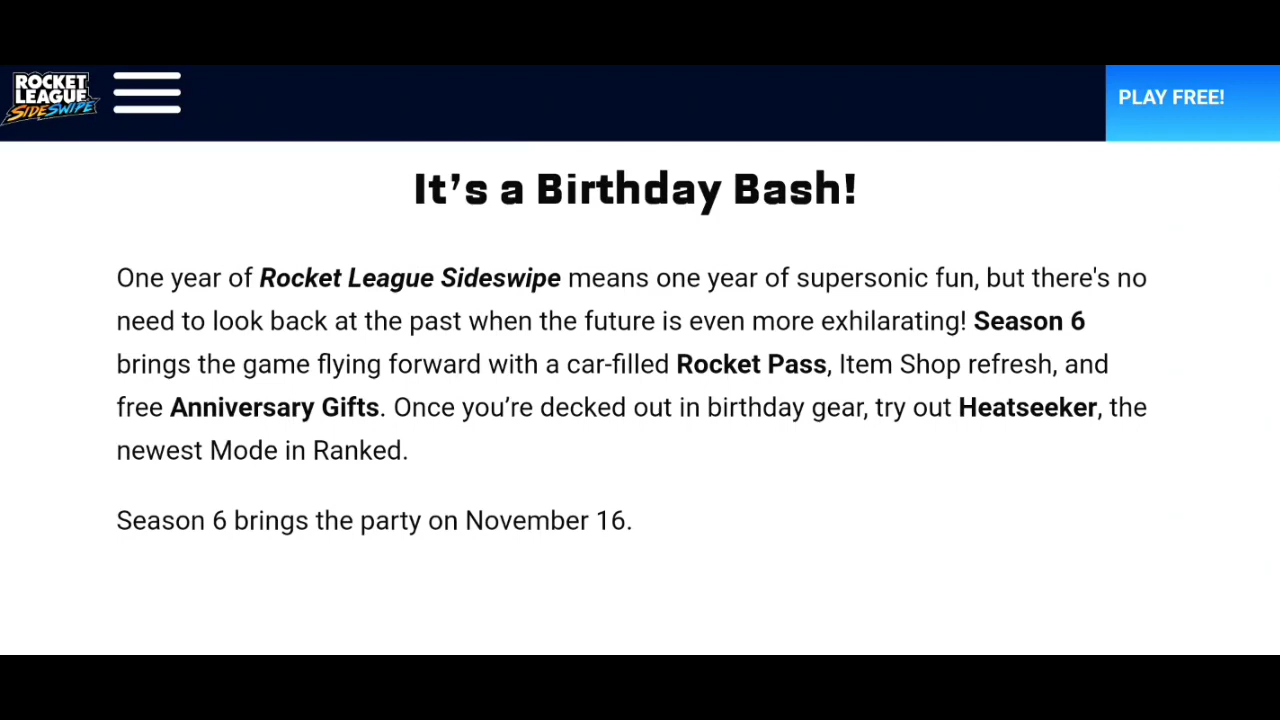 ROCKET
LEAGUE
SIDESWIPE
PLAY FREE!
It’s a Birthday Bash!
One year of Rocket League Sideswipe means one year of supersonic fun, but there's no
need to look back at the past when the future is even more exhilarating! Season 6
brings the game flying forward with a car-filled Rocket Pass, Item Shop refresh, and
free Anniversary Gifts. Once you’re decked out in birthday gear, try out Heatseeker, the
newest Mode in Ranked.
Season 6 brings the party on November 16.